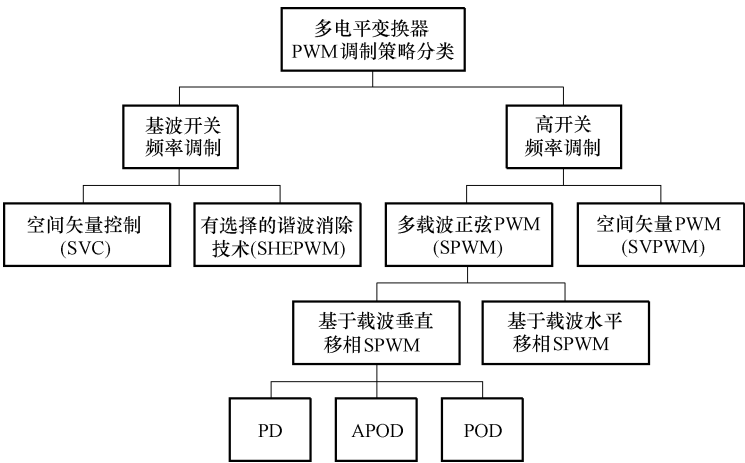 多电平变换器
PWM调制策略分类
基波开关
频率调制
高开关
频率调制
空间矢量控制
(SVC)
有选择的谐波消除
技术(SHEPWM)
多载波正弦PWM
(SPWM)
空间矢量PWM
(SVPWM)
基于载波垂直
移相SPWM
基于载波水平
移相SPWM
PD
APOD
POD